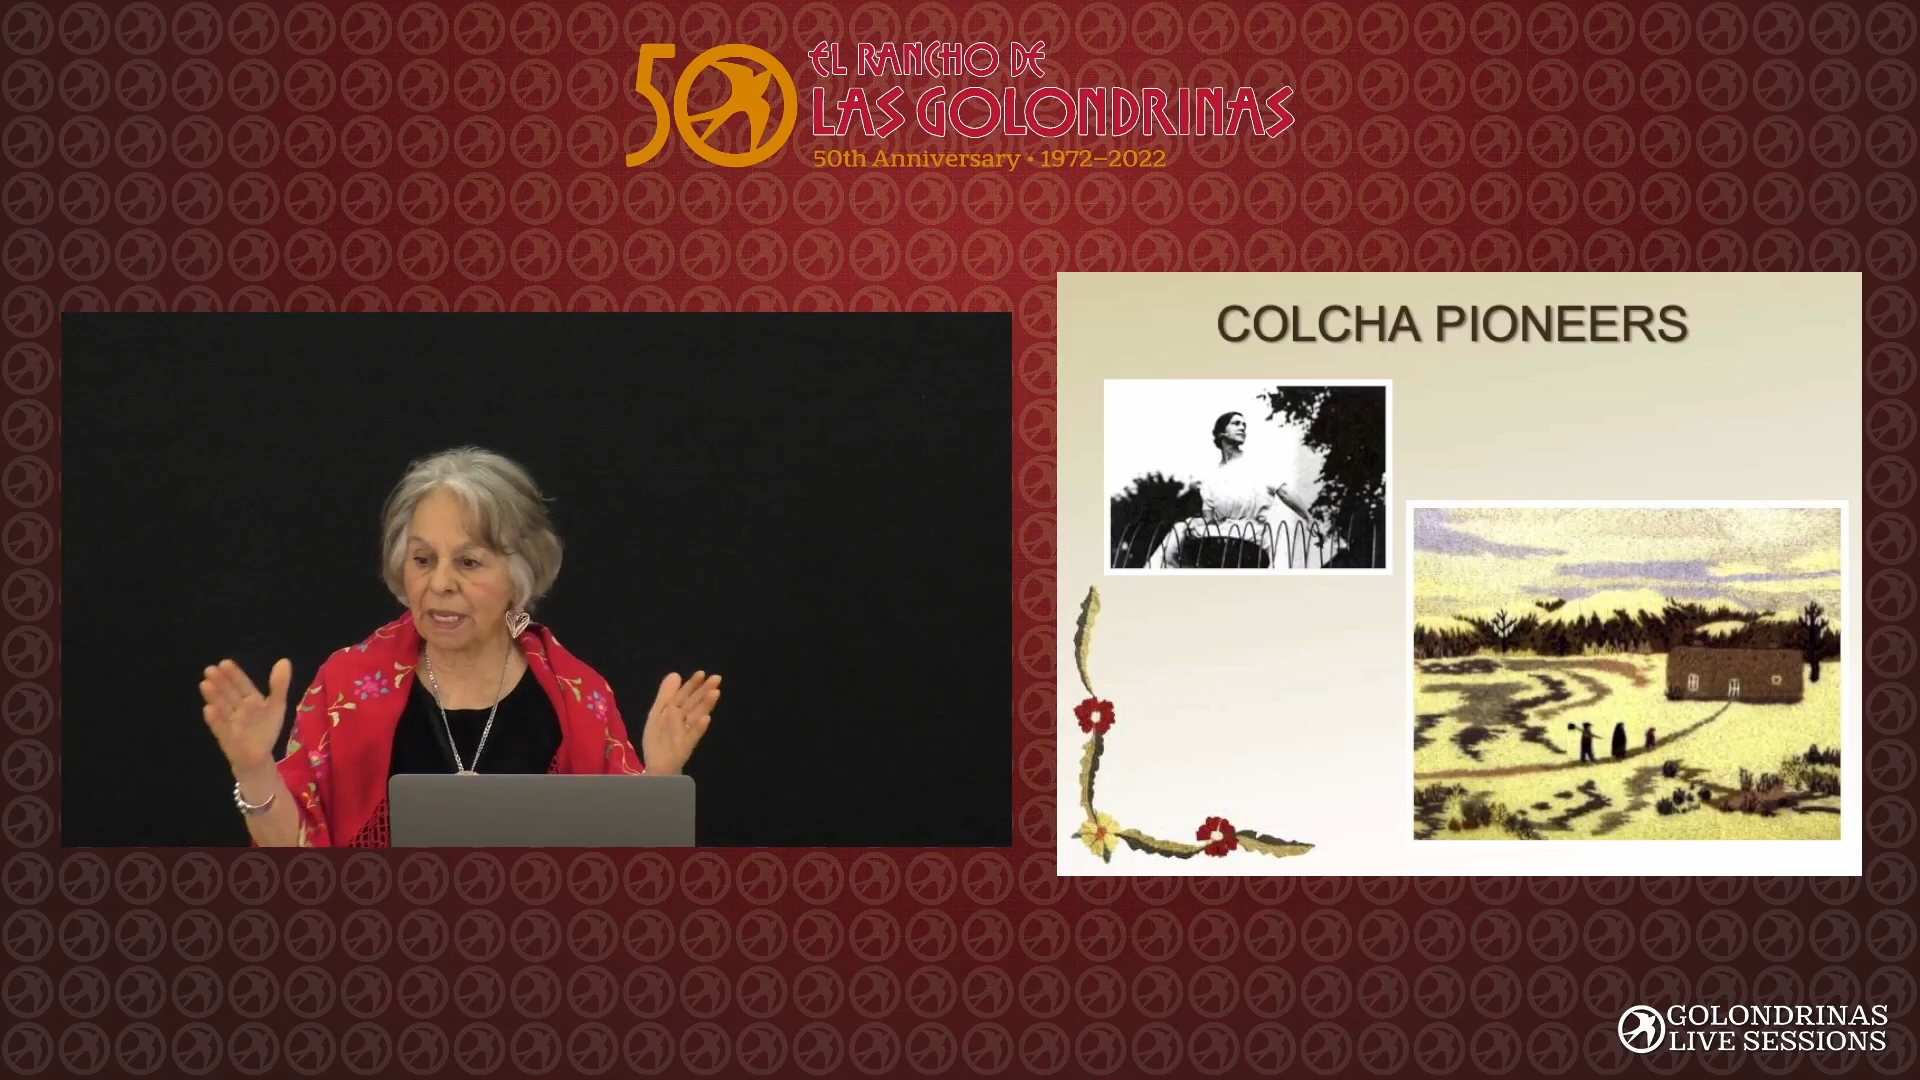 50
EL RANCHO DE
LAS GOLONDRINAS
50th Anniversary • 1972–2022
COLCHA PIONEERS
GOLONDRINAS
LIVE SESSIONS